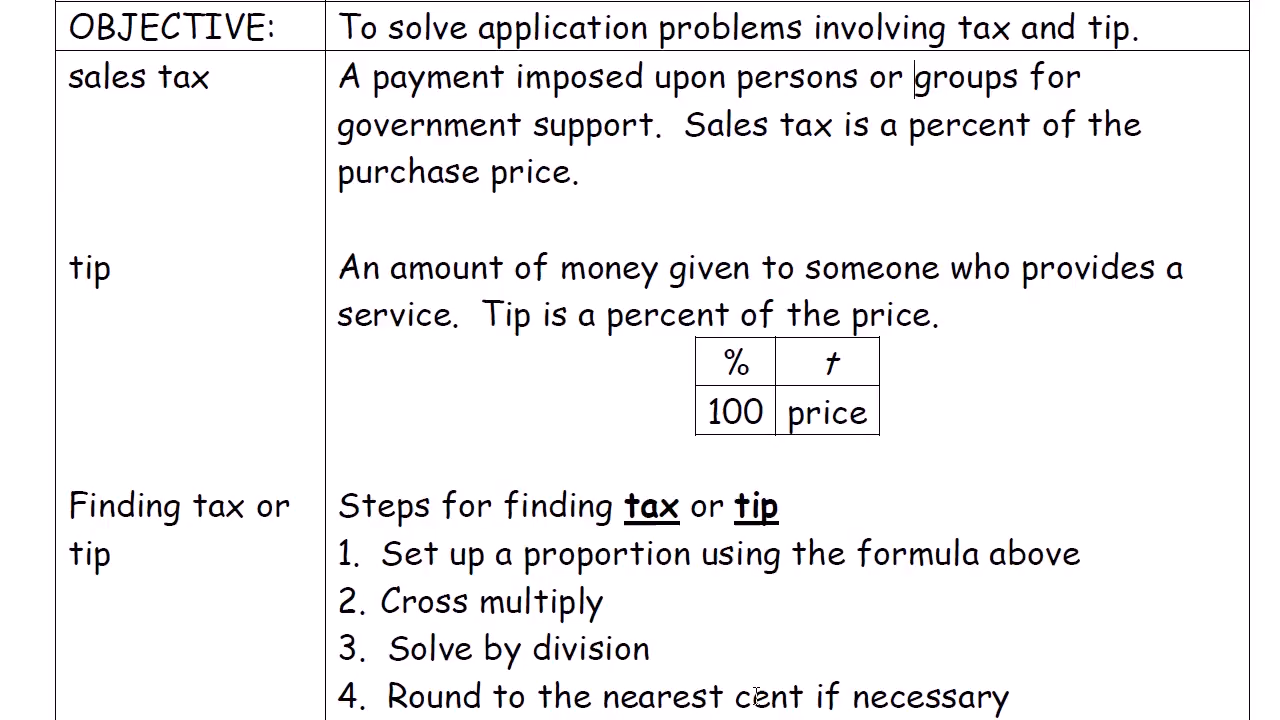 OBJECTIVE: To solve application problems involving tax and tip.
sales tax A payment imposed upon persons or groups for
government support. Sales tax is a percent of the
purchase price.
tip An amount of money given to someone who provides a
service. Tip is a percent of the price.
% t
100 price
Finding tax or Steps for finding tax or tip
tip 1. Set up a proportion using the formula above
2. Cross multiply
3. Solve by division
4. Round to the nearest cent if necessary